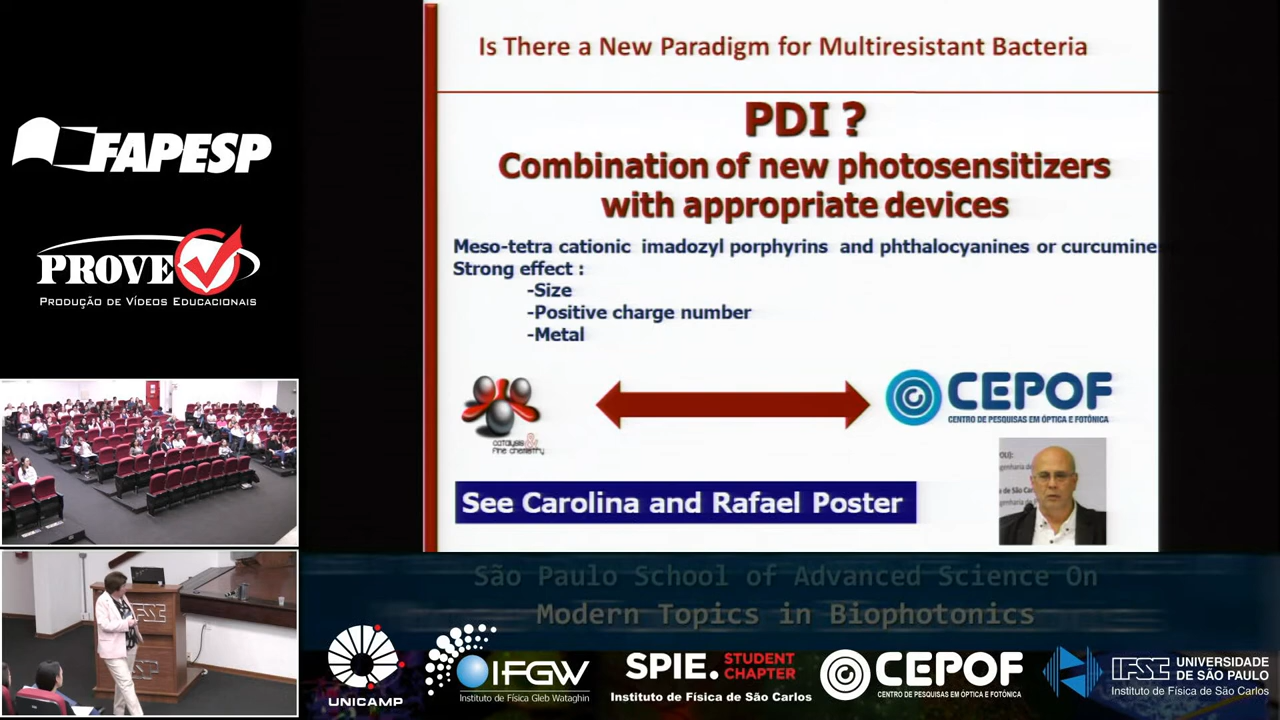 FAPESP
PROVE
PRODUÇÃO DE VÍDEOS EDUCACIONAIS
Is There a New Paradigm for Multiresistant Bacteria
PDI ?
Combination of new photosensitizers
with appropriate devices
Meso-tetra cationic imadozyl porphyrins and phthalocyanines or curcumine
Strong effect :
-Size
-Positive charge number
-Metal
catalysis &
fine chemistry
CEPOF
CENTRO DE PESQUISAS EM ÓPTICA E FOTÔNICA
See Carolina and Rafael Poster
São Paulo School of Advanced Science On
Modern Topics in Biophotonics
UNICAMP
IFGW
Instituto de Física Gleb Wataghin
SPIE. STUDENT
CHAPTER
Instituto de Física de São Carlos
CEPOF
CENTRO DE PESQUISAS EM ÓPTICA E FOTÔNICA
IFSC UNIVERSIDADE
DE SÃO PAULO
Instituto de Física de São Carlos